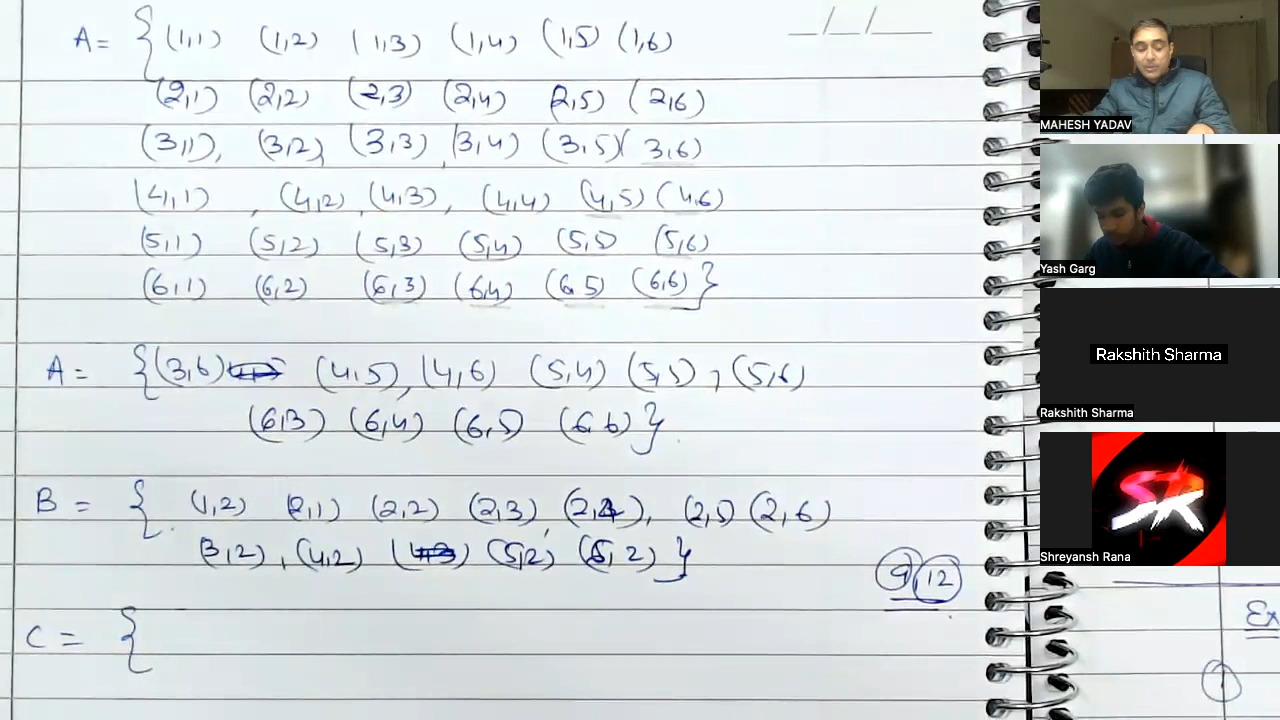 A = { (1,1) (1,2) (1,3) (1,4) (1,5) (1,6)
(2,1) (2,2) (2,3) (2,4) (2,5) (2,6)
(3,1), (3,2), (3,3), (3,4) (3,5) (3,6)
(4,1) , (4,2), (4,3), (4,4) (4,5) (4,6)
(5,1) (5,2) (5,3) (5,4) (5,5) (5,6)
(6,1) (6,2) (6,3) (6,4) (6,5) (6,6) }
A = { (3,6) (4,5), (4,6) (5,4) (5,5), (5,6)
(6,3) (6,4) (6,5) (6,6) }
B = { (1,2) (2,1) (2,2) (2,3) (2,4), (2,5) (2,6)
(3,2), (4,2) (5,2) (6,2) }
9, 12
C = {
__/__/____
Ex
MAHESH YADAV
Yash Garg
Rakshith Sharma
Rakshith Sharma
SR
Shreyansh Rana